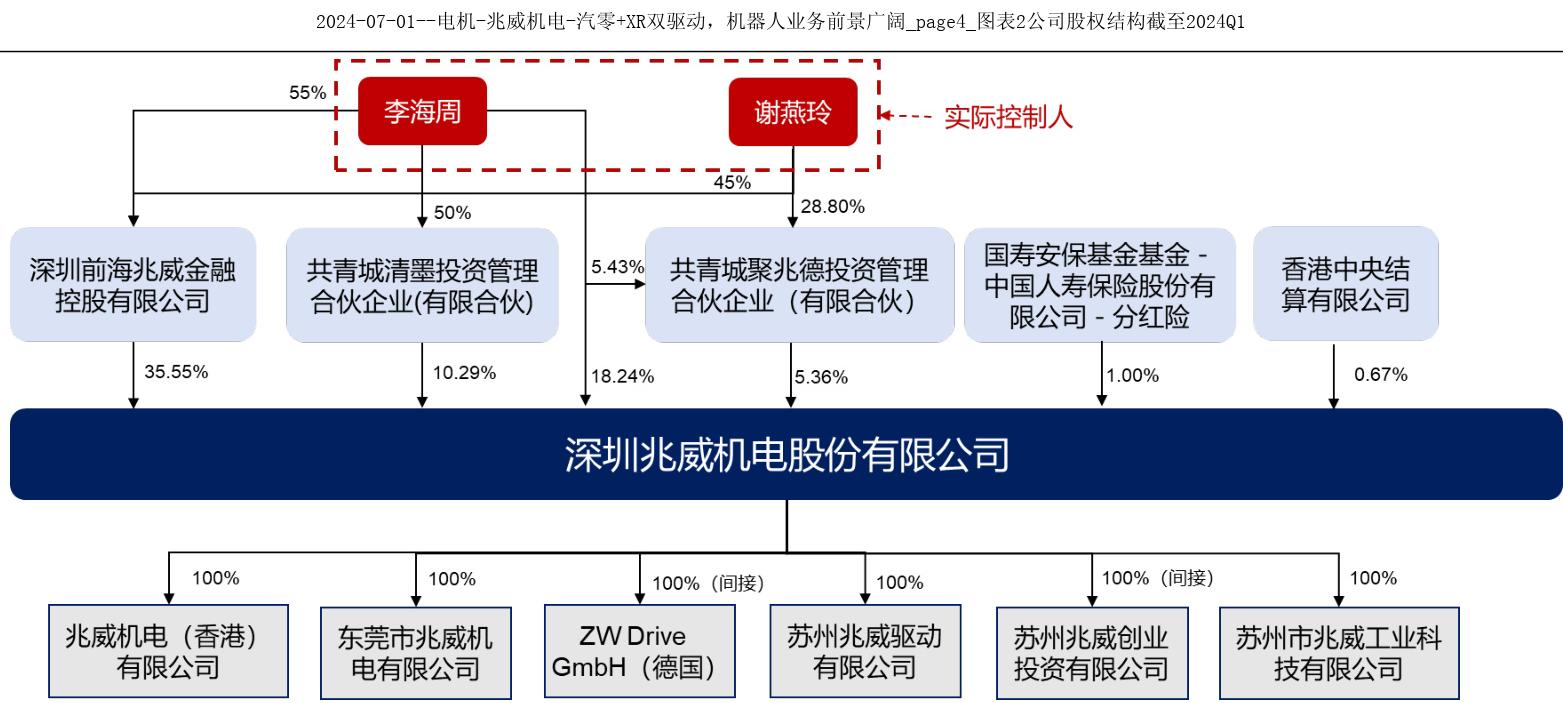 2024-07-01--电机-兆威机电-汽零+XR双驱动，机器人业务前景广阔_page4_图表2公司股权结构截至2024Q1
55%
李海周
谢燕玲
实际控制人
45%
50%
28.80%
深圳前海兆威金融
控股有限公司
共青城清墨投资管理
合伙企业(有限合伙)
5.43%
共青城聚兆德投资管理
合伙企业（有限合伙）
国寿安保基金基金 -
中国人寿保险股份有
限公司 - 分红险
香港中央结
算有限公司
35.55%
10.29%
18.24%
5.36%
1.00%
0.67%
深圳兆威机电股份有限公司
100%
100%
100%（间接）
100%
100%（间接）
100%
兆威机电（香港）
有限公司
东莞市兆威机
电有限公司
ZW Drive
GmbH（德国）
苏州兆威驱动
有限公司
苏州兆威创业
投资有限公司
苏州市兆威工业科
技有限公司